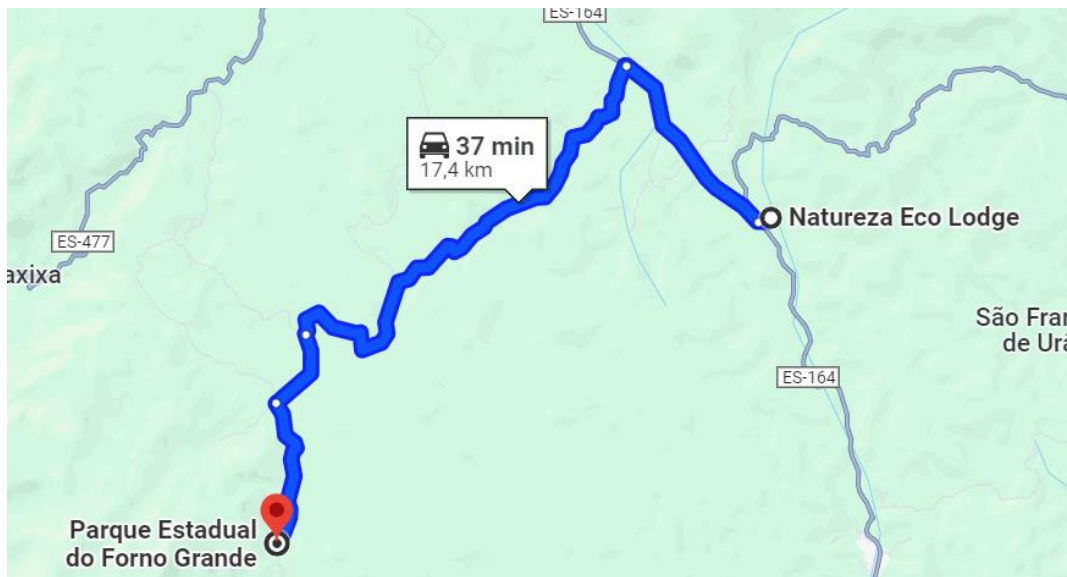 ES-164
37 min
17,4 km
Natureza Eco Lodge
ES-477
axixa
São Fran
de Urâ
ES-164
Parque Estadual
do Forno Grande